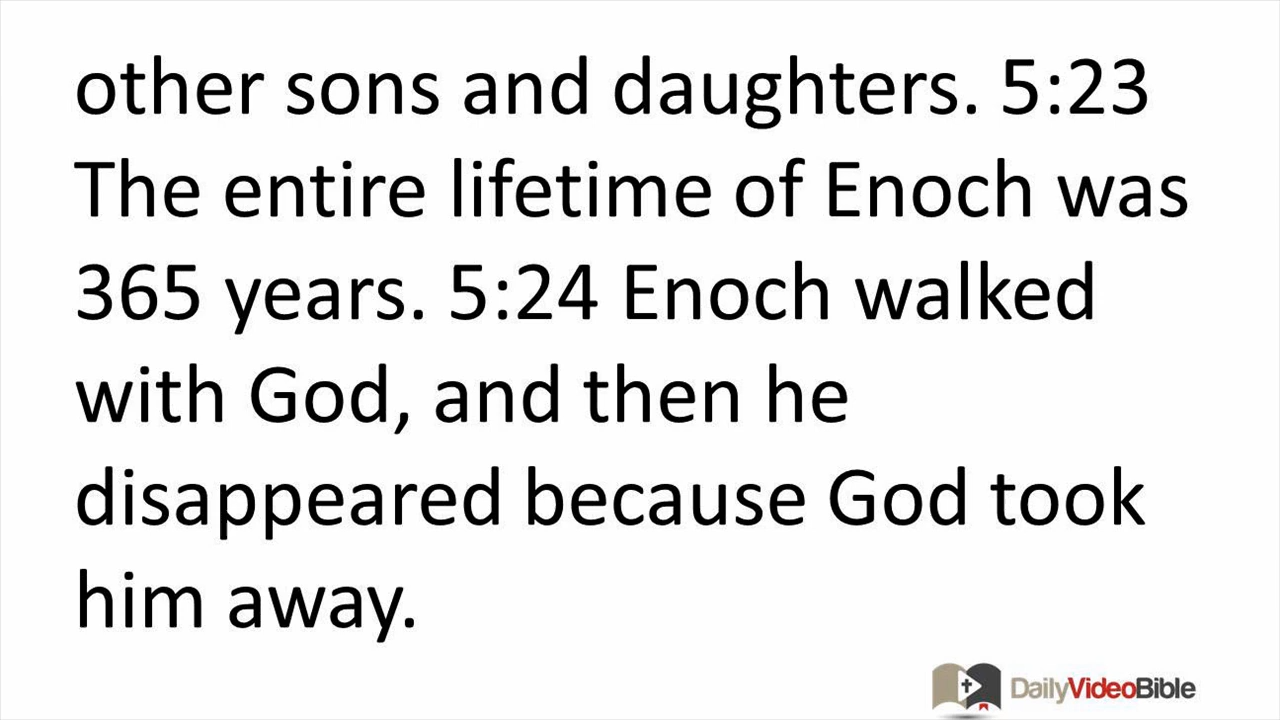 other sons and daughters. 5:23
The entire lifetime of Enoch was
365 years. 5:24 Enoch walked
with God, and then he
disappeared because God took
him away.
DailyVideoBible